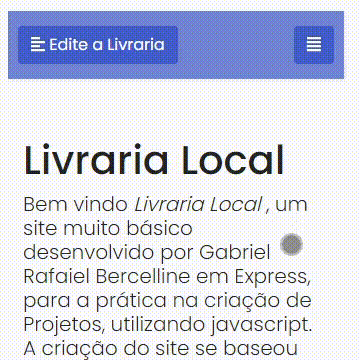 Edite a Livraria
Livraria Local
Bem vindo Livraria Local , um
site muito básico
desenvolvido por Gabriel
Rafaiel Bercelline em Express,
para a prática na criação de
Projetos, utilizando javascript.
A criação do site se baseou